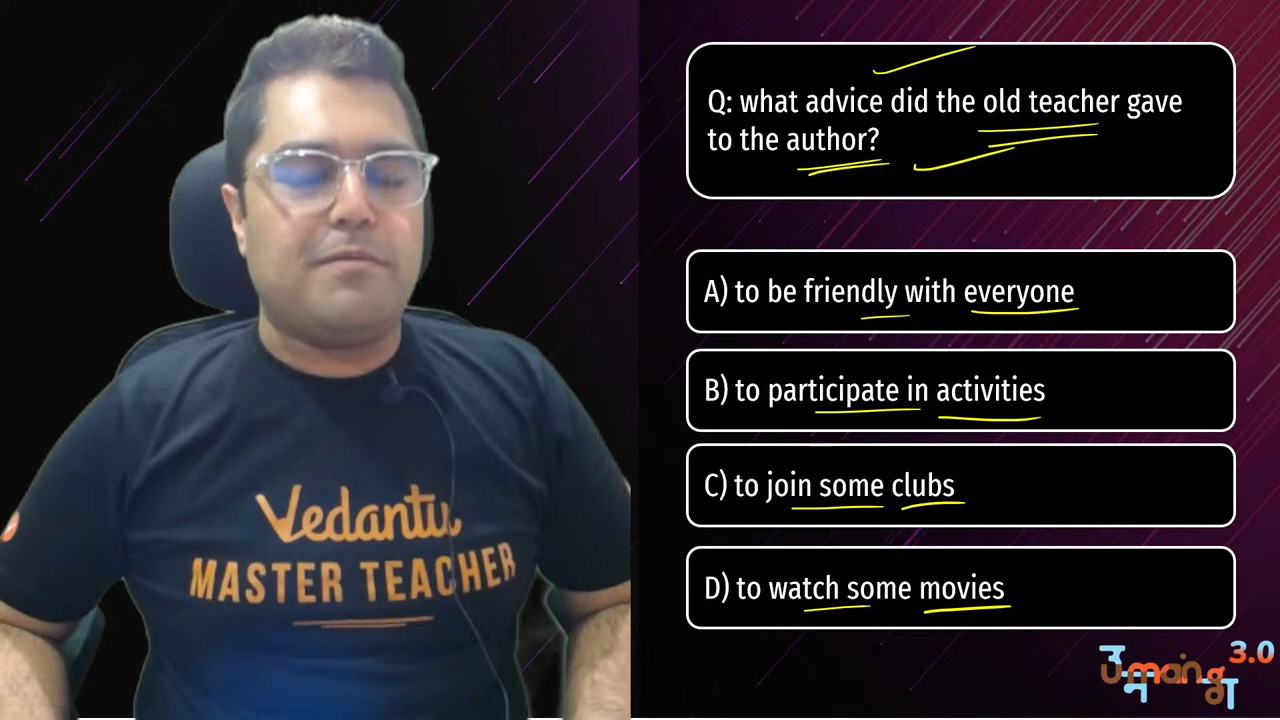 Q: what advice did the old teacher gave
to the author?
A) to be friendly with everyone
B) to participate in activities
C) to join some clubs
D) to watch some movies
Vedantu
MASTER TEACHER
3.0